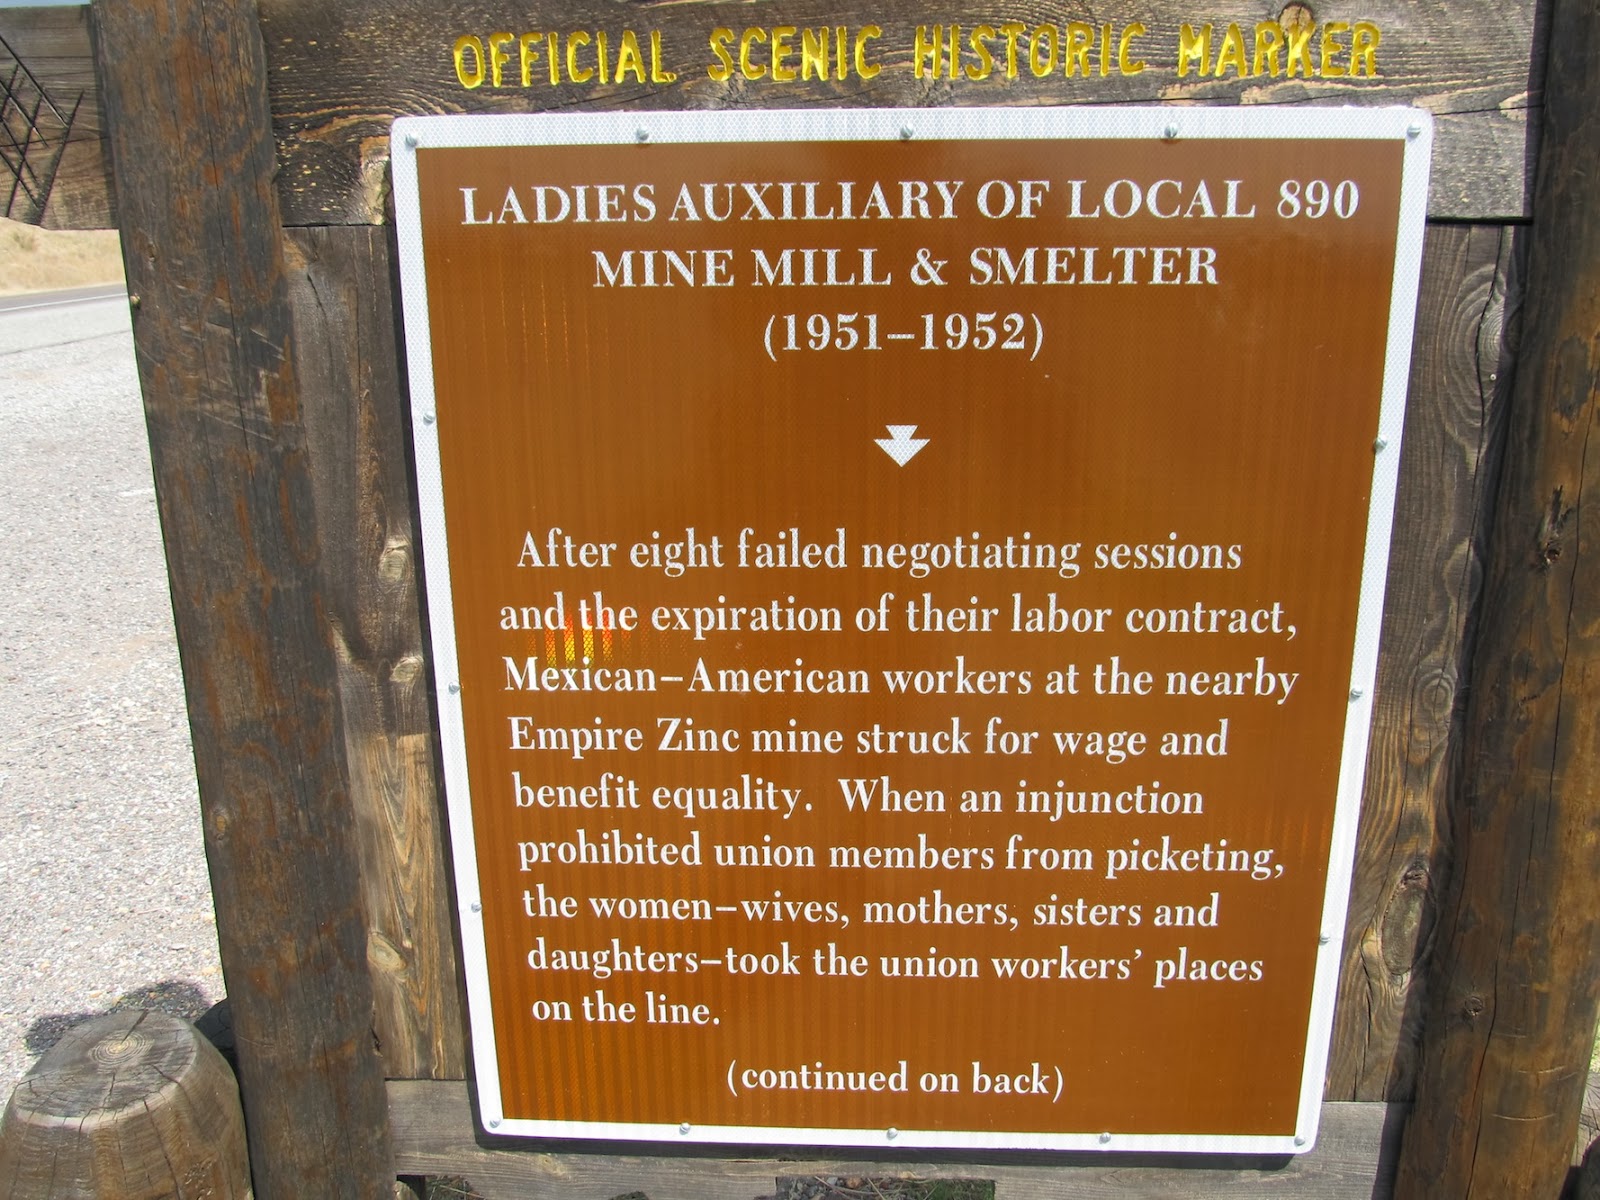 OFFICIAL SCENIC HISTORIC MARKER
LADIES AUXILIARY OF LOCAL 890
MINE MILL & SMELTER
(1951–1952)
After eight failed negotiating sessions
and the expiration of their labor contract,
Mexican–American workers at the nearby
Empire Zinc mine struck for wage and
benefit equality. When an injunction
prohibited union members from picketing,
the women–wives, mothers, sisters and
daughters–took the union workers' places
on the line.
(continued on back)